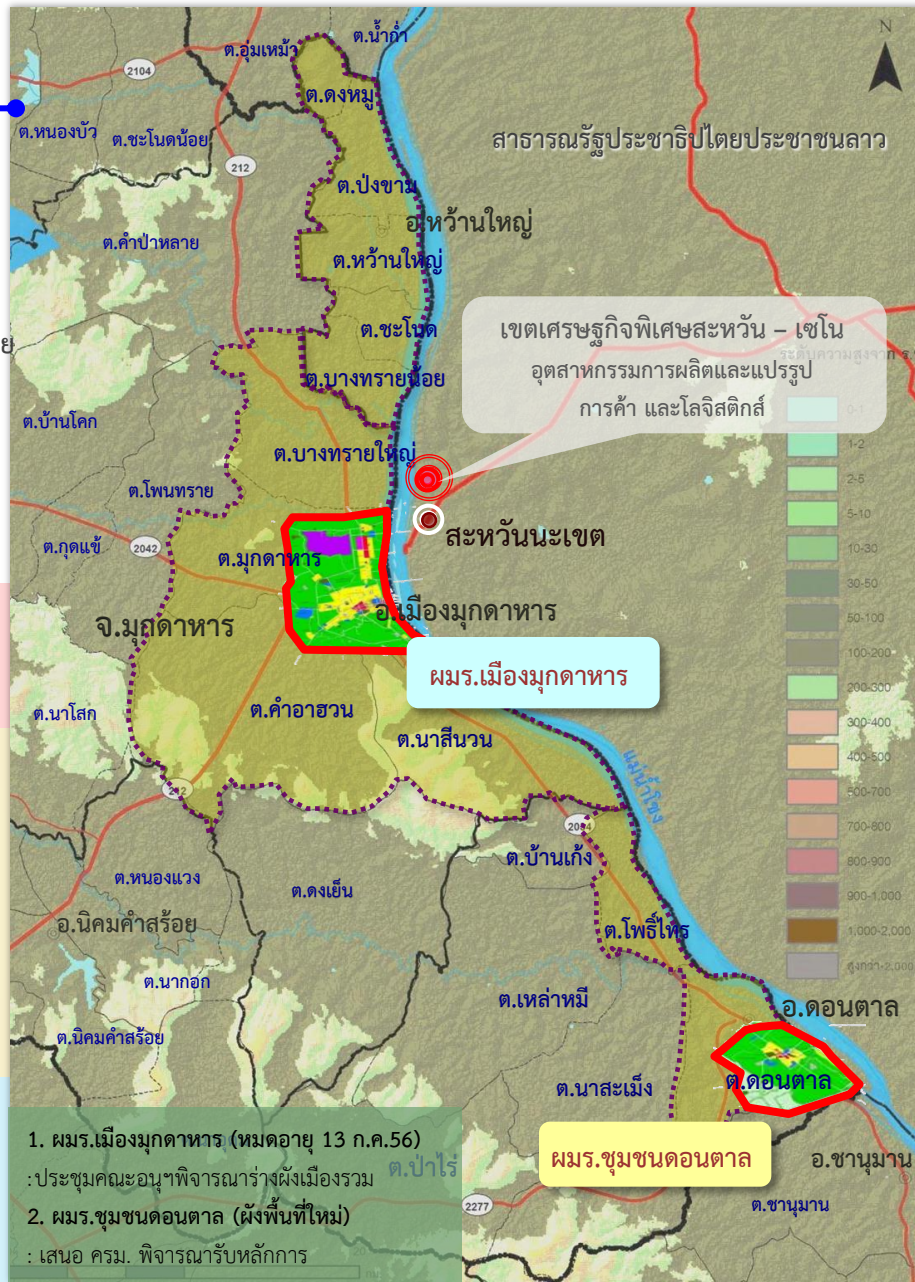 N
ต.น้ำก่ำ
ต.อุ่มเหม้า
2104
ต.ดงหมู
ต.หนองบัว
ต.ชะโนดน้อย
สาธารณรัฐประชาธิปไตยประชาชนลาว
212
ต.ป่งขาม
อ.หว้านใหญ่
ต.คำป่าหลาย
ต.หว้านใหญ่
ต.ชะโนด
เขตเศรษฐกิจพิเศษสะหวัน – เซโน
อุตสาหกรรมการผลิตและแปรรูป
การค้า และโลจิสติกส์
ระดับความสูงจาก
ต.บางทรายน้อย
0-1
ต.บ้านโคก
1-2
ต.บางทรายใหญ่
2-5
ต.โพนทราย
5-10
สะหวันนะเขต
ต.กุดแข้
2042
ต.มุกดาหาร
10-30
30-50
อ.เมืองมุกดาหาร
50-100
จ.มุกดาหาร
100-200
ผมร.เมืองมุกดาหาร
200-300
ต.นาโสก
ต.คำอาฮวน
300-400
ต.นาสีนวน
400-500
แม่น้ำโขง
212
500-700
2034
700-800
ต.บ้านเก้ง
800-900
ต.หนองแวง
ต.ดงเย็น
900-1,000
อ.นิคมคำสร้อย
ต.โพธิ์ไทร
1,000-2,000
ต.นากอก
ต.เหล่าหมี
อ.ดอนตาล
ต.นิคมคำสร้อย
ต.นาสะเม็ง
ต.ดอนตาล
1. ผมร.เมืองมุกดาหาร (หมดอายุ 13 ก.ค.56)
:ประชุมคณะอนุฯพิจารณาร่างผังเมืองรวม
2. ผมร.ชุมชนดอนตาล (ผังพื้นที่ใหม่)
: เสนอ ครม. พิจารณารับหลักการ
ต.ป่าไร่
ผมร.ชุมชนดอนตาล
อ.ชานุมาน
2277
ต.ชานุมาน